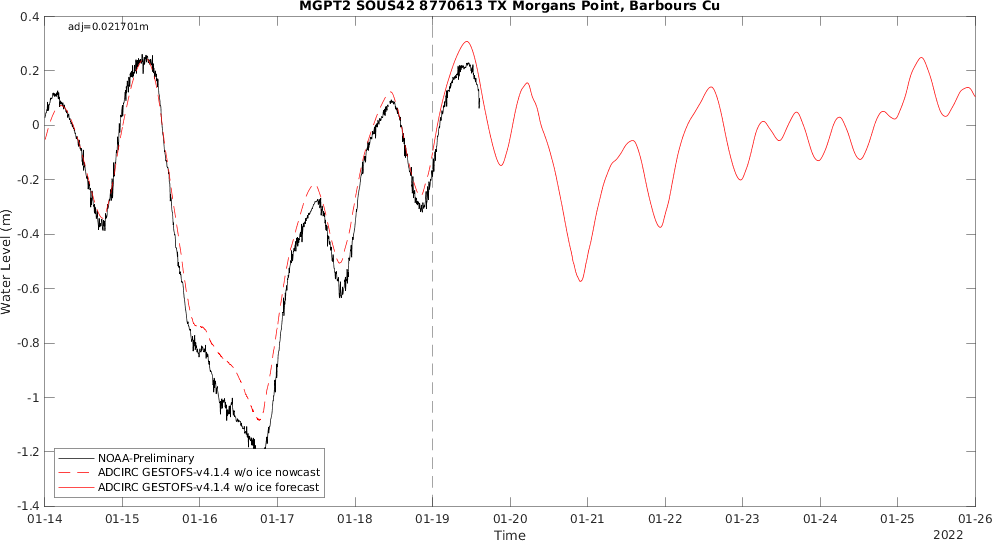 MGPT2 SOUS42 8770613 TX Morgans Point, Barbours Cu
adj=0.021701m
0.4
0.2
0
-0.2
-0.4
-0.6
-0.8
-1
-1.2
-1.4
Water Level (m)
NOAA-Preliminary
ADCIRC GESTOFS-v4.1.4 w/o ice nowcast
ADCIRC GESTOFS-v4.1.4 w/o ice forecast
01-14 01-15 01-16 01-17 01-18 01-19 01-20 01-21 01-22 01-23 01-24 01-25 01-26
Time
2022